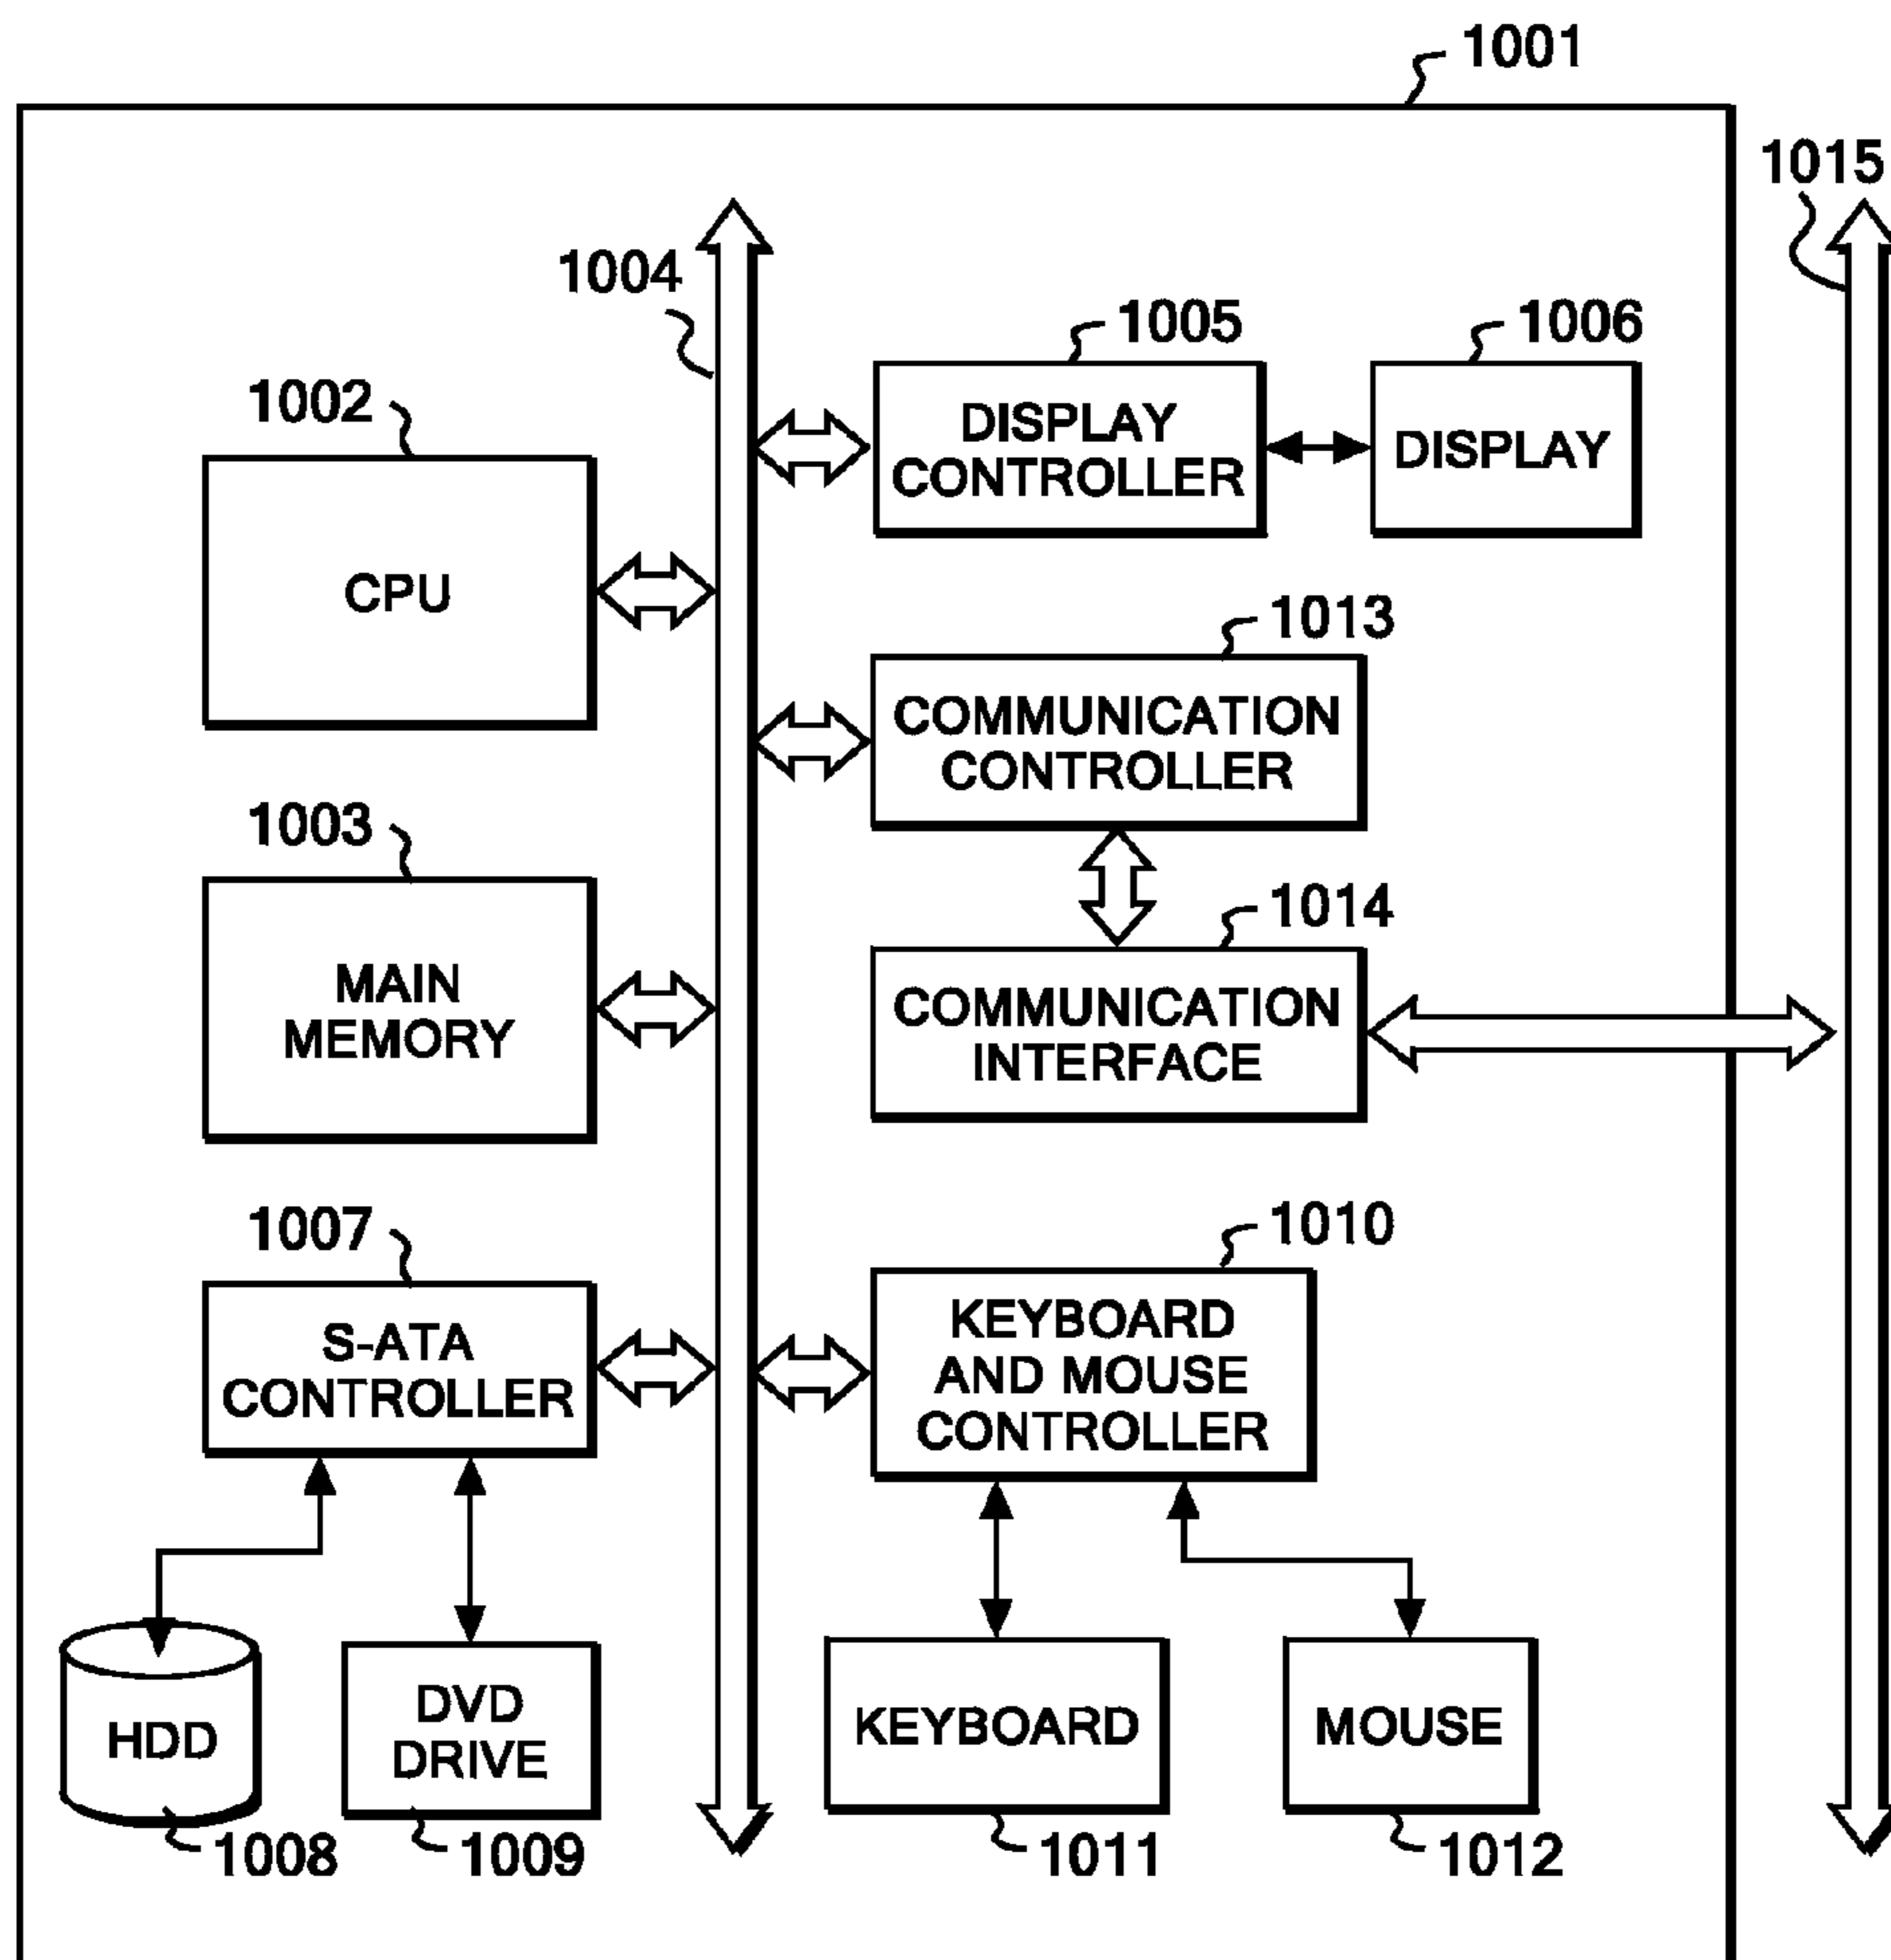 1001
1015
1004
1005
1006
1002
DISPLAY
CONTROLLER
DISPLAY
CPU
1013
COMMUNICATION
CONTROLLER
1003
1014
MAIN
MEMORY
COMMUNICATION
INTERFACE
1007
1010
S-ATA
CONTROLLER
KEYBOARD
AND MOUSE
CONTROLLER
HDD
DVD
DRIVE
KEYBOARD
MOUSE
1008
1009
1011
1012